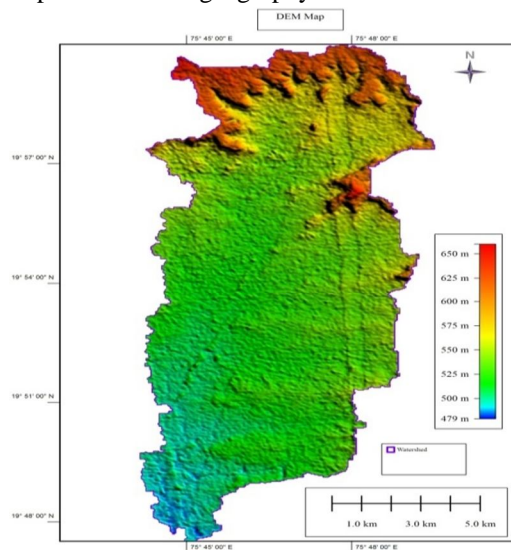 DEM Map
75° 45' 00" E
75° 48' 00" E
N
19° 57' 00" N
19° 54' 00" N
19° 51' 00" N
19° 48' 00" N
650 m
625 m
600 m
575 m
550 m
525 m
500 m
479 m
Watershed
1.0 km
3.0 km
5.0 km
75° 45' 00" E
75° 48' 00" E